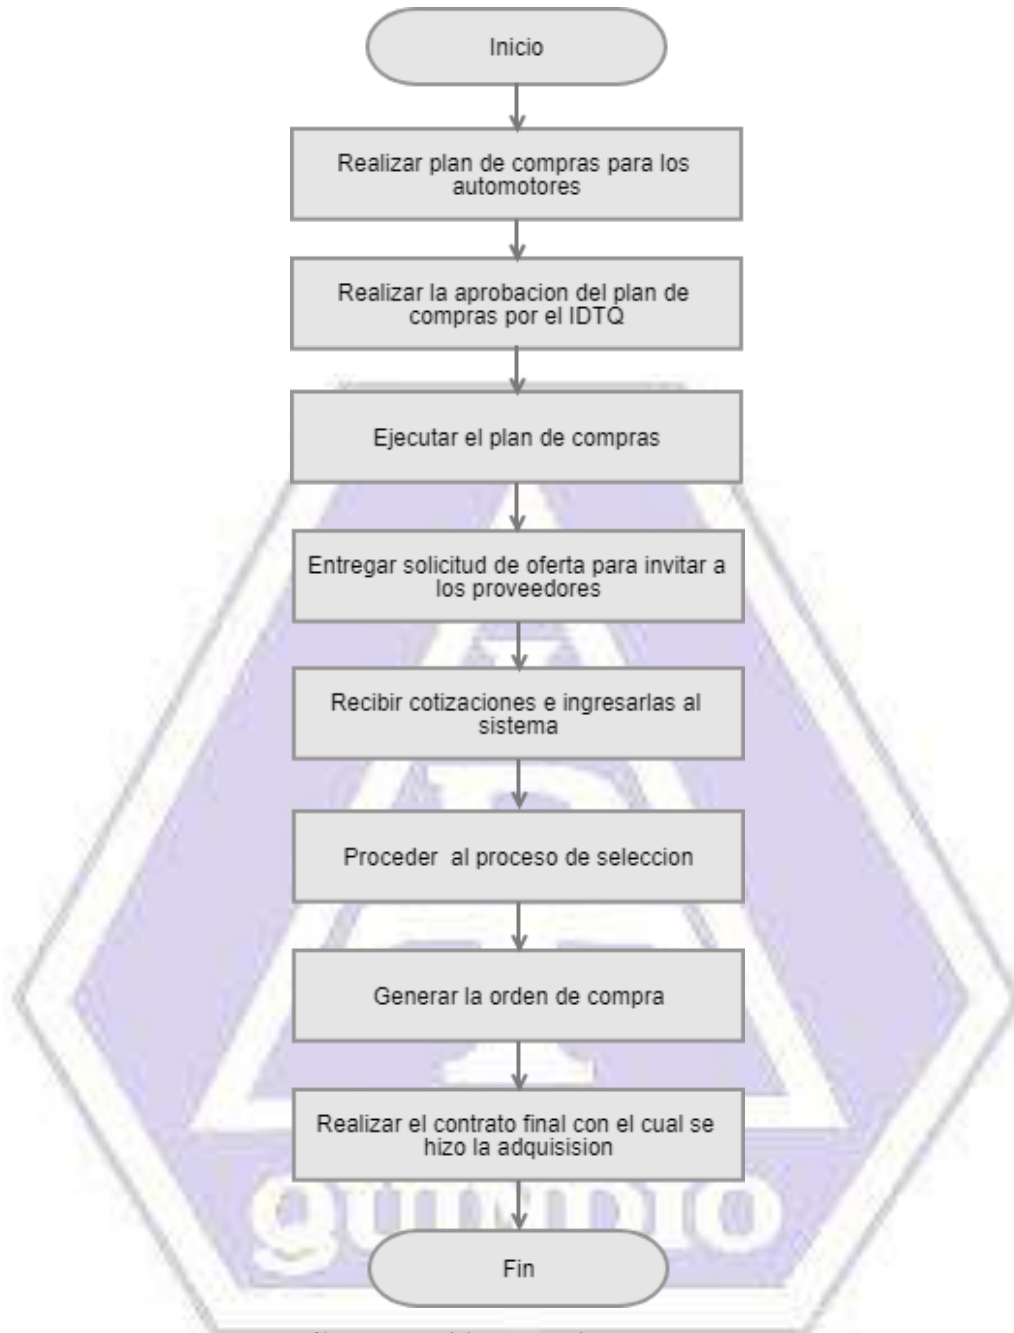 Inicio
Realizar plan de compras para los
automotores
Realizar la aprobacion del plan de
compras por el IDTQ
Ejecutar el plan de compras
Entregar solicitud de oferta para invitar a
los proveedores
Recibir cotizaciones e ingresarlas al
sistema
Proceder  al proceso de seleccion
Generar la orden de compra
Realizar el contrato final con el cual se
hizo la adquisision
QUINDIO
Fin